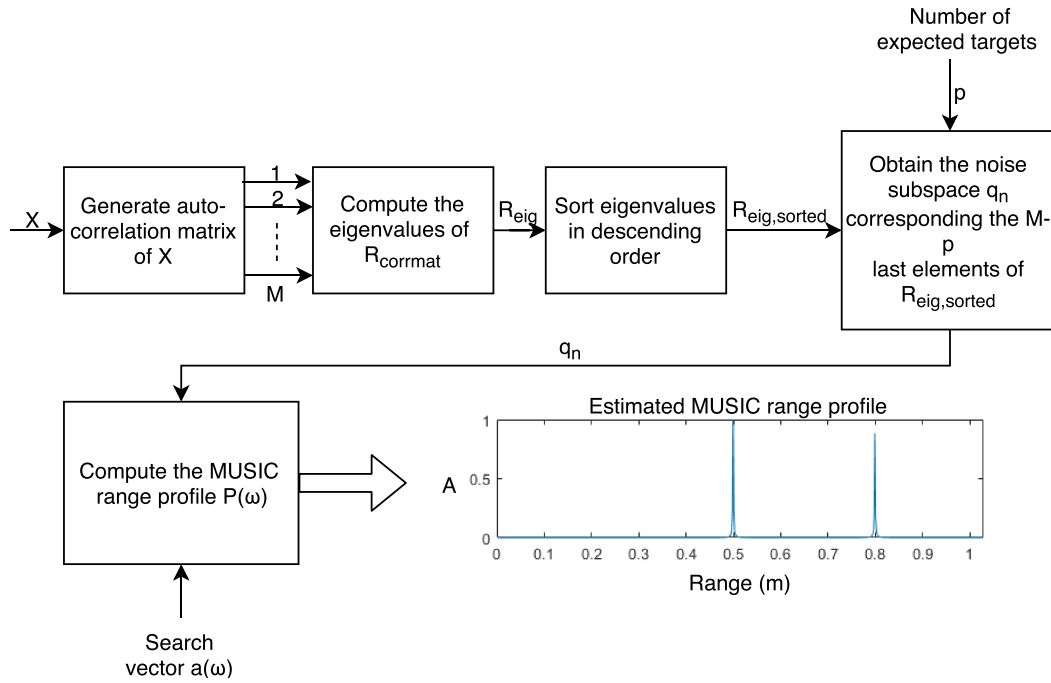 Number of
expected targets
p
X
Generate auto-
correlation matrix
of X
1
2
M
Compute the
eigenvalues of
R_corrmat
R_eig
Sort eigenvalues
in descending
order
R_eig,sorted
Obtain the noise
subspace q_n
corresponding the M-
p
last elements of
R_eig,sorted
q_n
Compute the MUSIC
range profile P(ω)
Search
vector a(ω)
Estimated MUSIC range profile
A
1
0.5
0
0 0.1 0.2 0.3 0.4 0.5 0.6 0.7 0.8 0.9 1
Range (m)